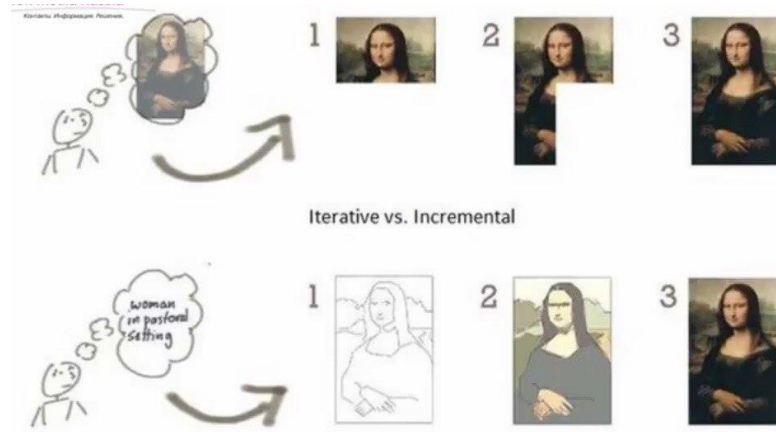 Контакты. Информация. Решения.
1
2
3
Iterative vs. Incremental
woman
in pastoral
setting
1
2
3